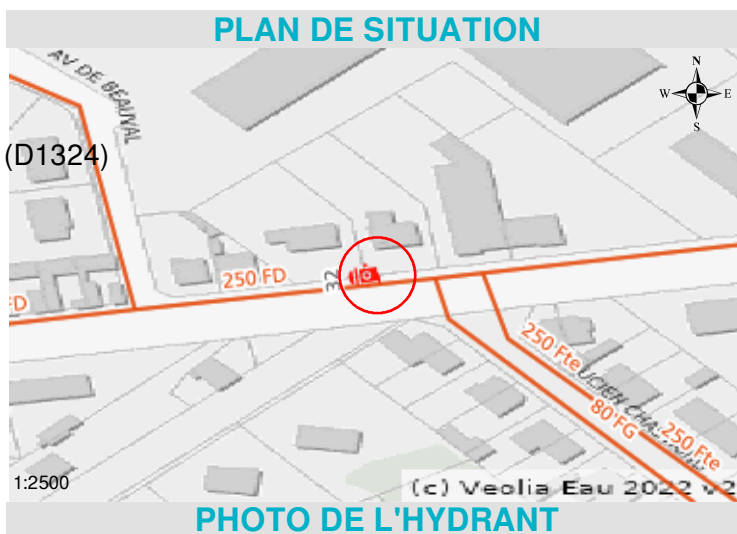 PLAN DE SITUATION
N
W E
S
AV DE BEAUVAL
(D1324)
250 FD
32
FD
250 Fte
80'FG
250 Fte
1:2500
(c) Veolia Eau 2022 v2
PHOTO DE L'HYDRANT